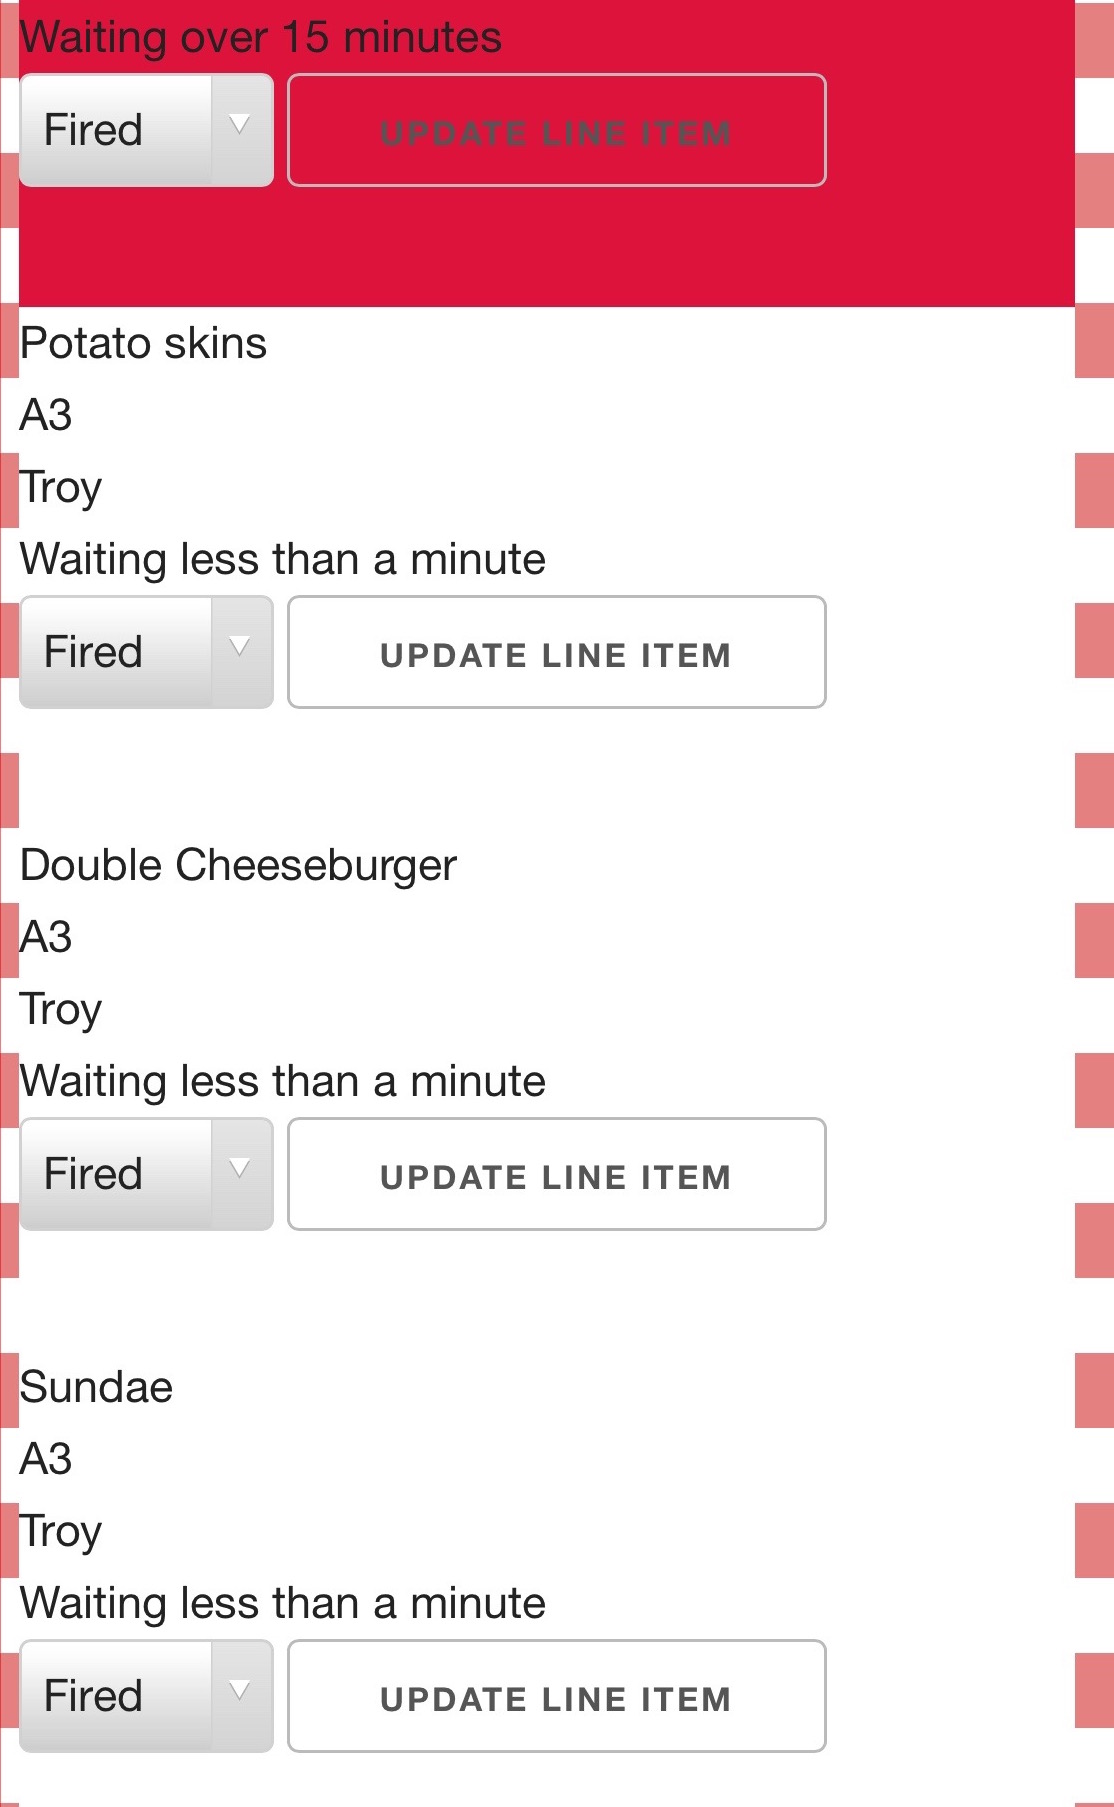 Waiting over 15 minutes
Fired UPDATE LINE ITEM
Potato skins
A3
Troy
Waiting less than a minute
Fired UPDATE LINE ITEM
Double Cheeseburger
A3
Troy
Waiting less than a minute
Fired UPDATE LINE ITEM
Sundae
A3
Troy
Waiting less than a minute
Fired UPDATE LINE ITEM